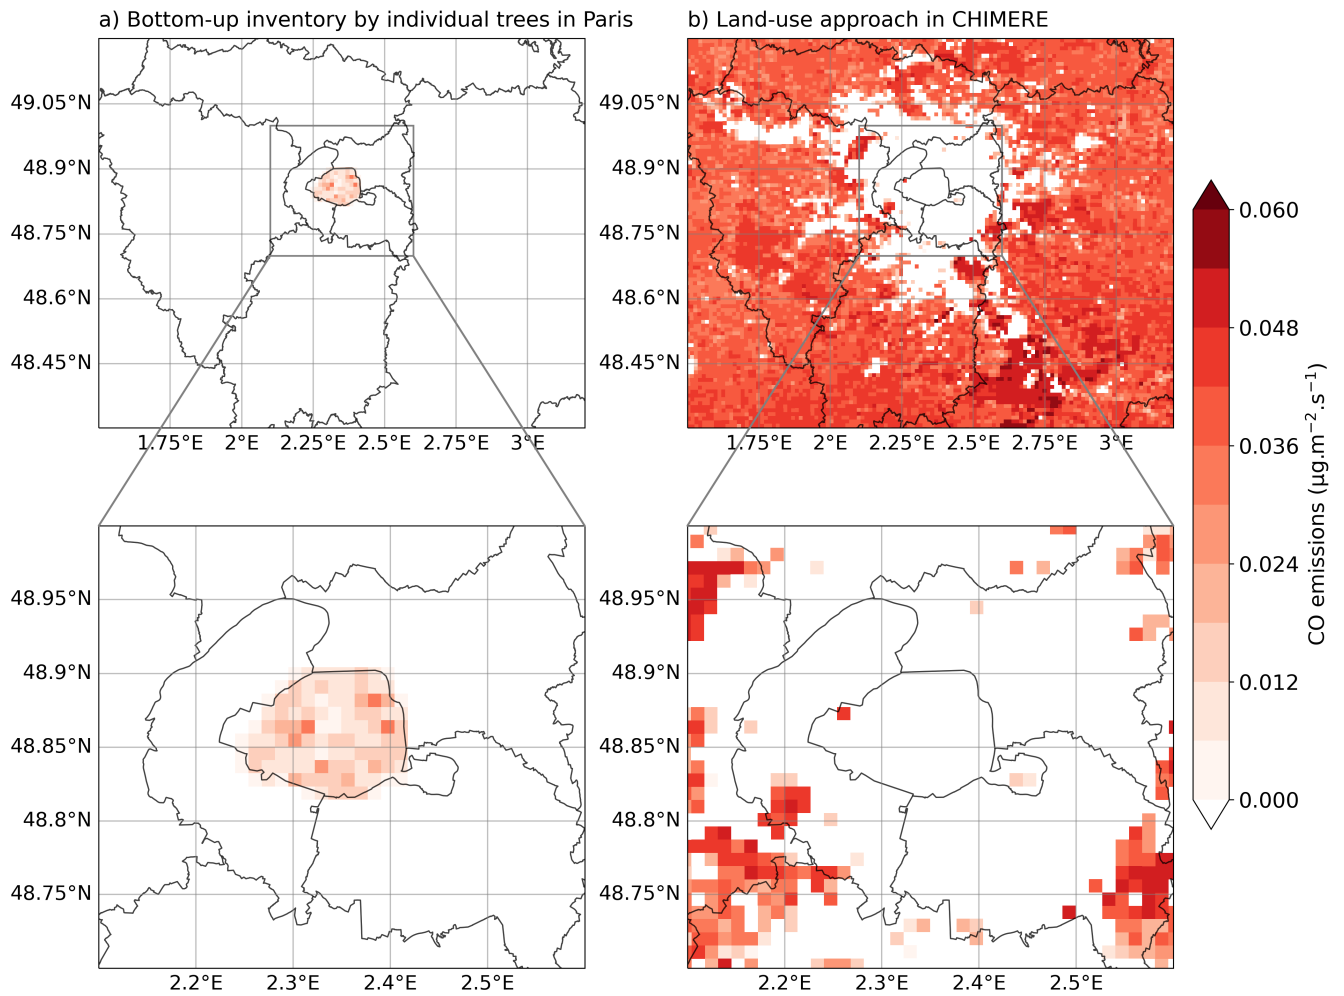 a) Bottom-up inventory by individual trees in Paris
b) Land-use approach in CHIMERE
49.05°N
48.9°N
48.75°N
48.6°N
48.45°N
1.75°E 2°E 2.25°E 2.5°E 2.75°E 3°E
49.05°N
48.9°N
48.75°N
48.6°N
48.45°N
1.75°E 2°E 2.25°E 2.5°E 2.75°E 3°E
48.95°N
48.9°N
48.85°N
48.8°N
48.75°N
2.2°E 2.3°E 2.4°E 2.5°E
48.95°N
48.9°N
48.85°N
48.8°N
48.75°N
2.2°E 2.3°E 2.4°E 2.5°E
0.060
0.048
0.036
0.024
0.012
0.000
CO emissions (µg.m⁻².s⁻¹)